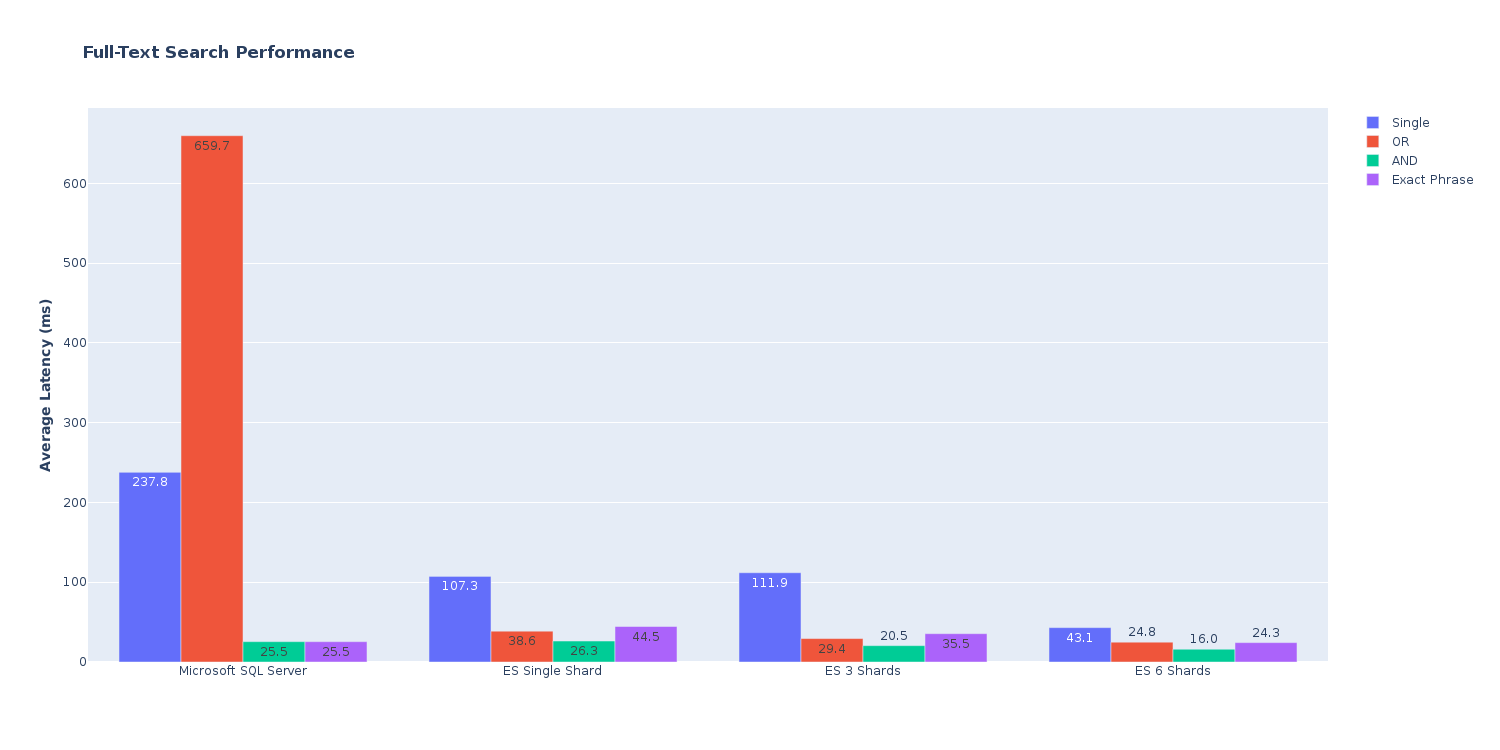 Full-Text Search Performance
Single
OR
AND
Exact Phrase
Average Latency (ms)
600
500
400
300
200
100
0
237.8
659.7
25.5
25.5
107.3
38.6
26.3
44.5
111.9
29.4
20.5
35.5
43.1
24.8
16.0
24.3
Microsoft SQL Server
ES Single Shard
ES 3 Shards
ES 6 Shards